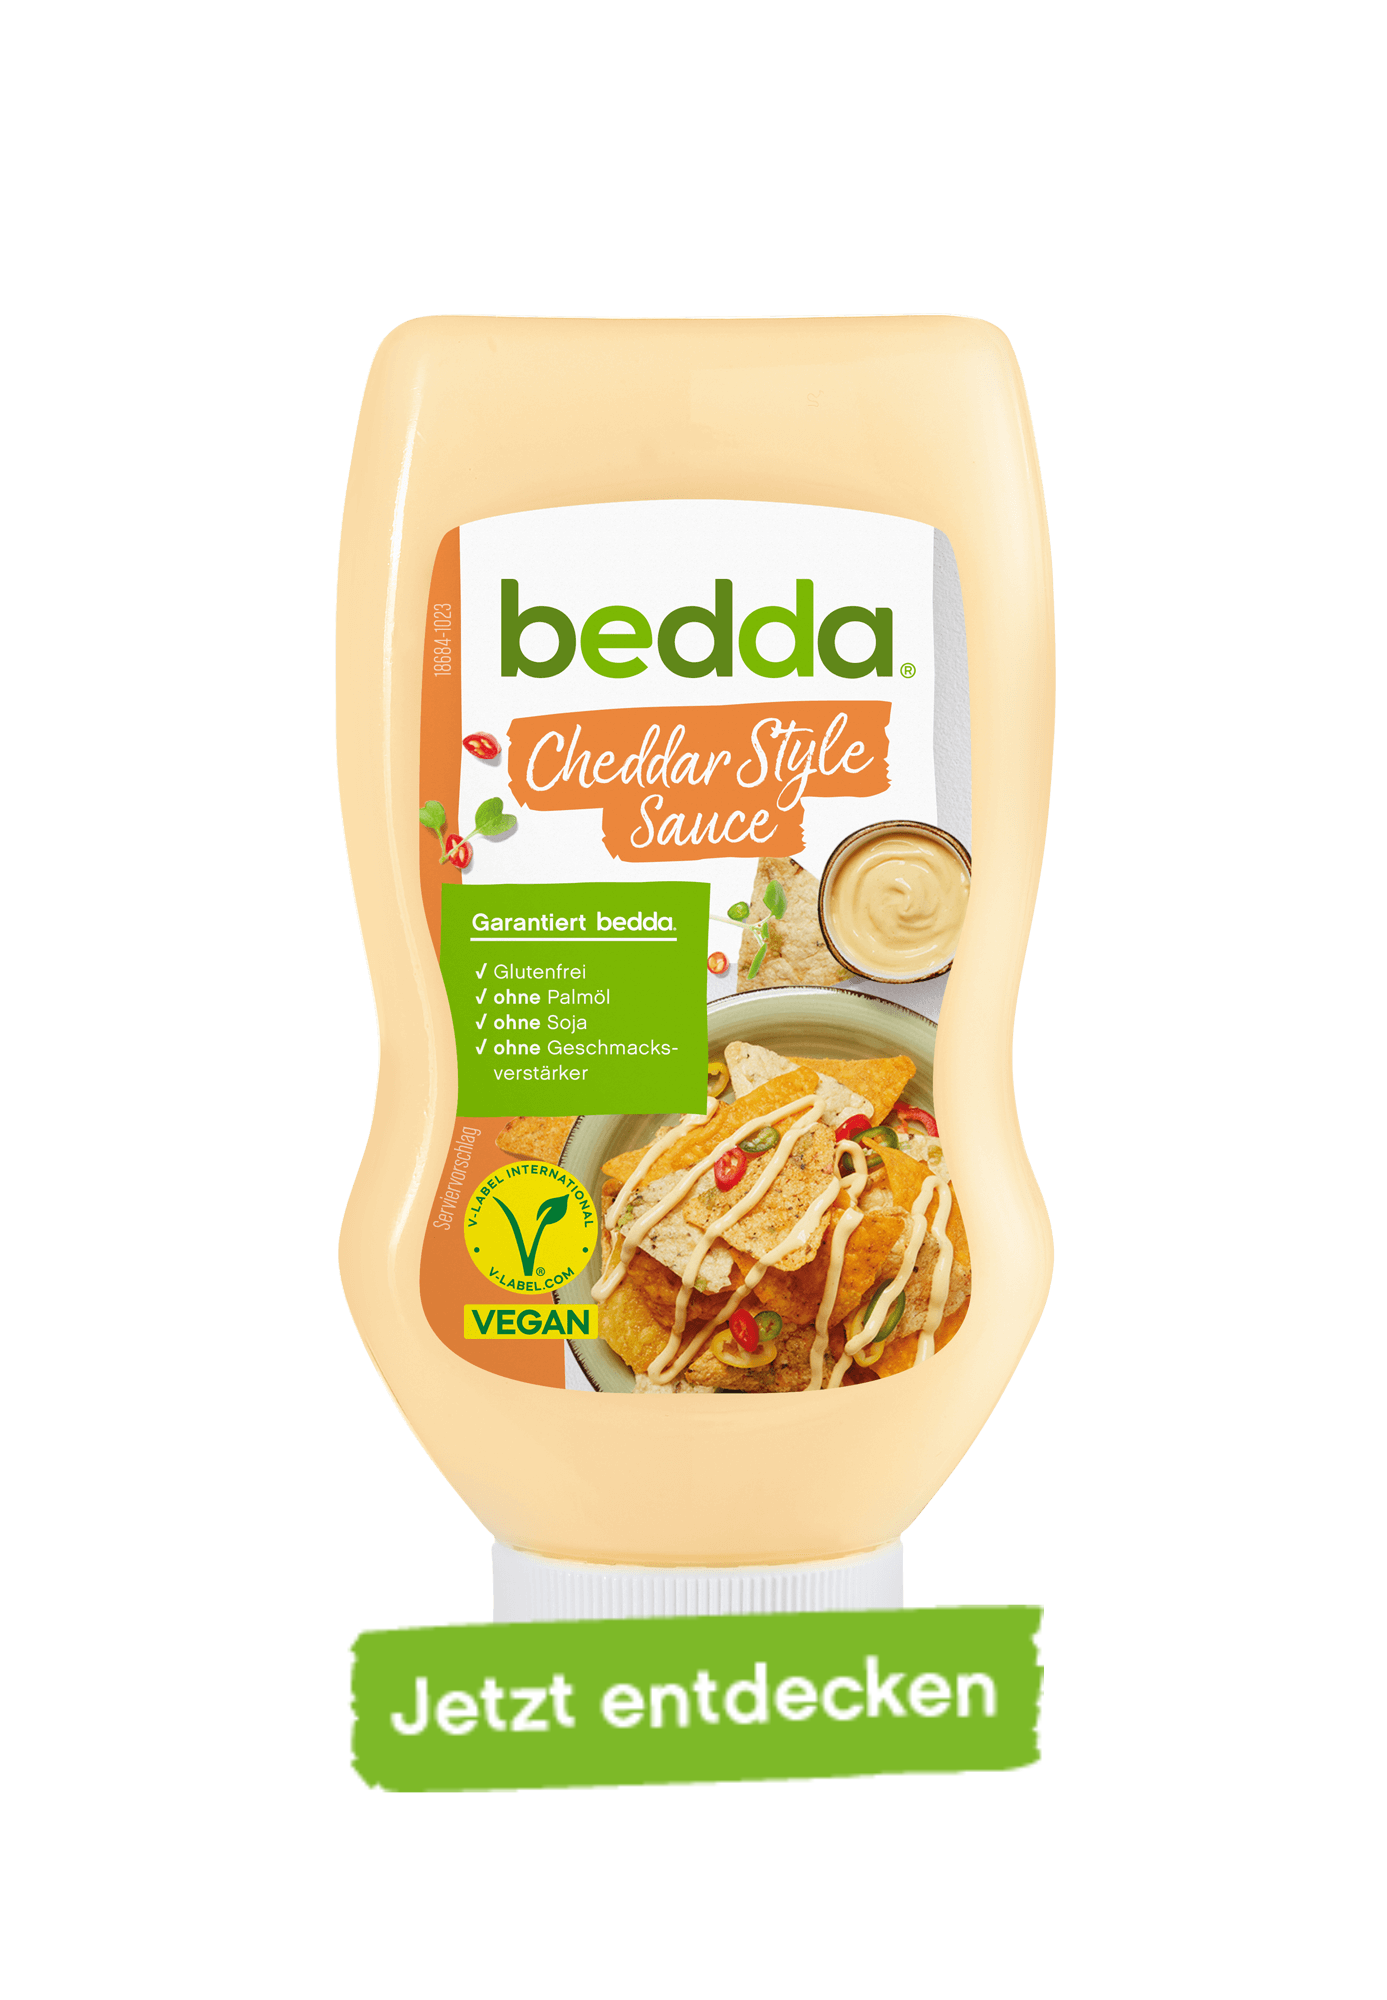 bedda®
18684-1023
Cheddar Style
Sauce
Garantiert bedda.
√ Glutenfrei
√ ohne Palmöl
√ ohne Soja
√ ohne Geschmacks-
verstärker
Serviervorschlag
V-LABEL INTERNATIONAL
V-LABEL.COM
®
VEGAN
Jetzt entdecken